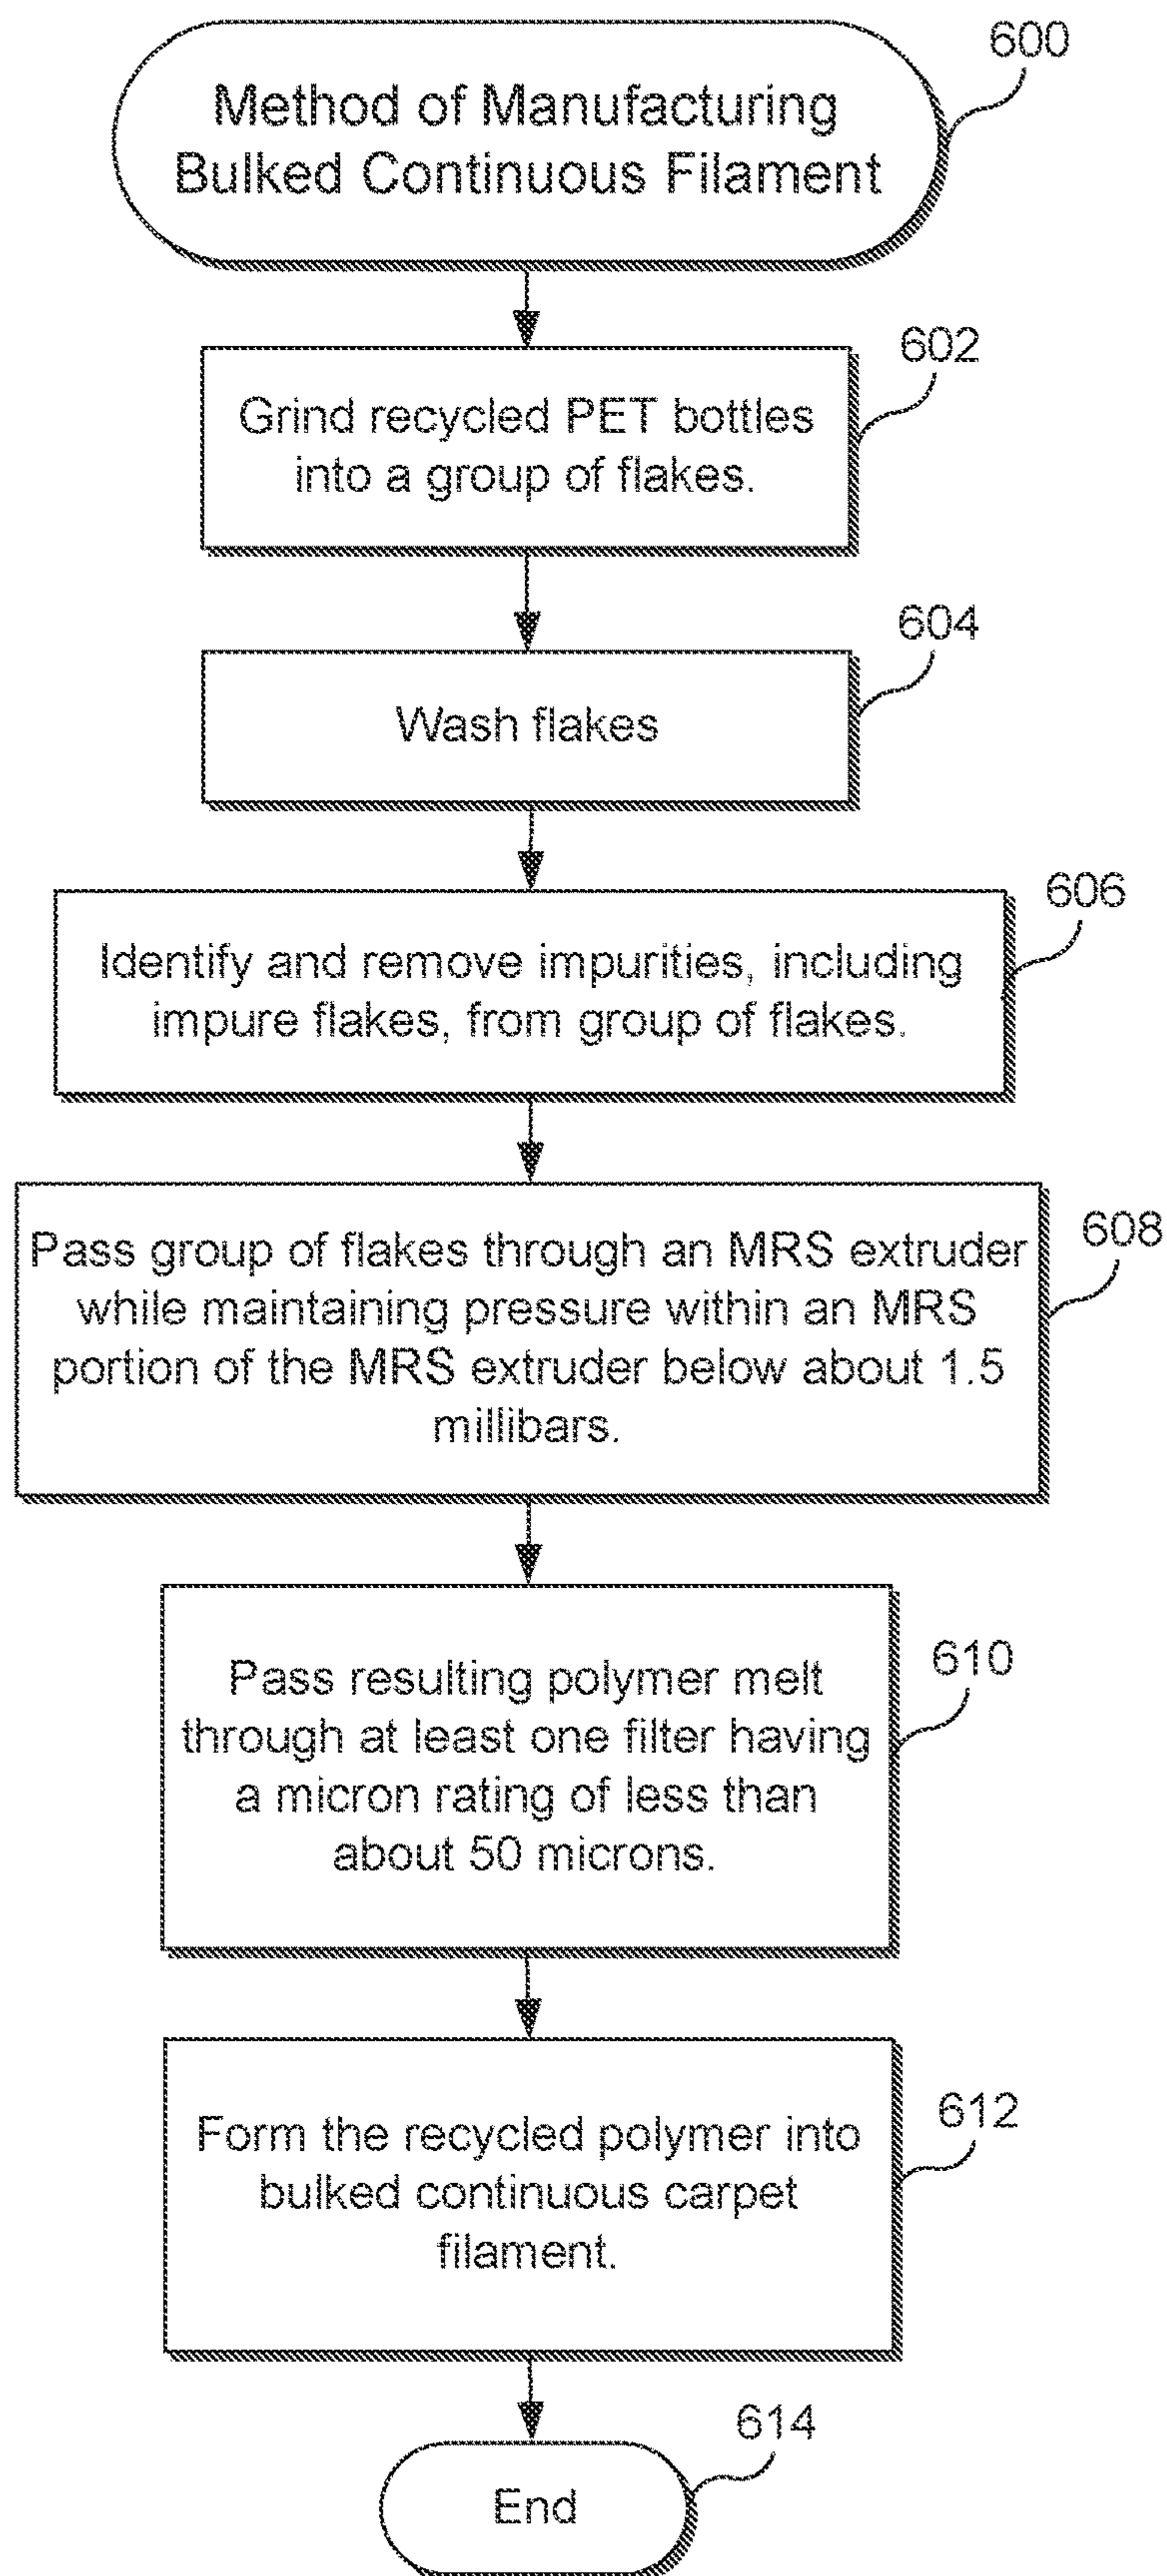 600
Method of Manufacturing
Bulked Continuous Filament
602
Grind recycled PET bottles
into a group of flakes.
604
Wash flakes
606
Identify and remove impurities, including
impure flakes, from group of flakes.
608
Pass group of flakes through an MRS extruder
while maintaining pressure within an MRS
portion of the MRS extruder below about 1.5
millibars.
610
Pass resulting polymer melt
through at least one filter having
a micron rating of less than
about 50 microns.
612
Form the recycled polymer into
bulked continuous carpet
filament.
614
End